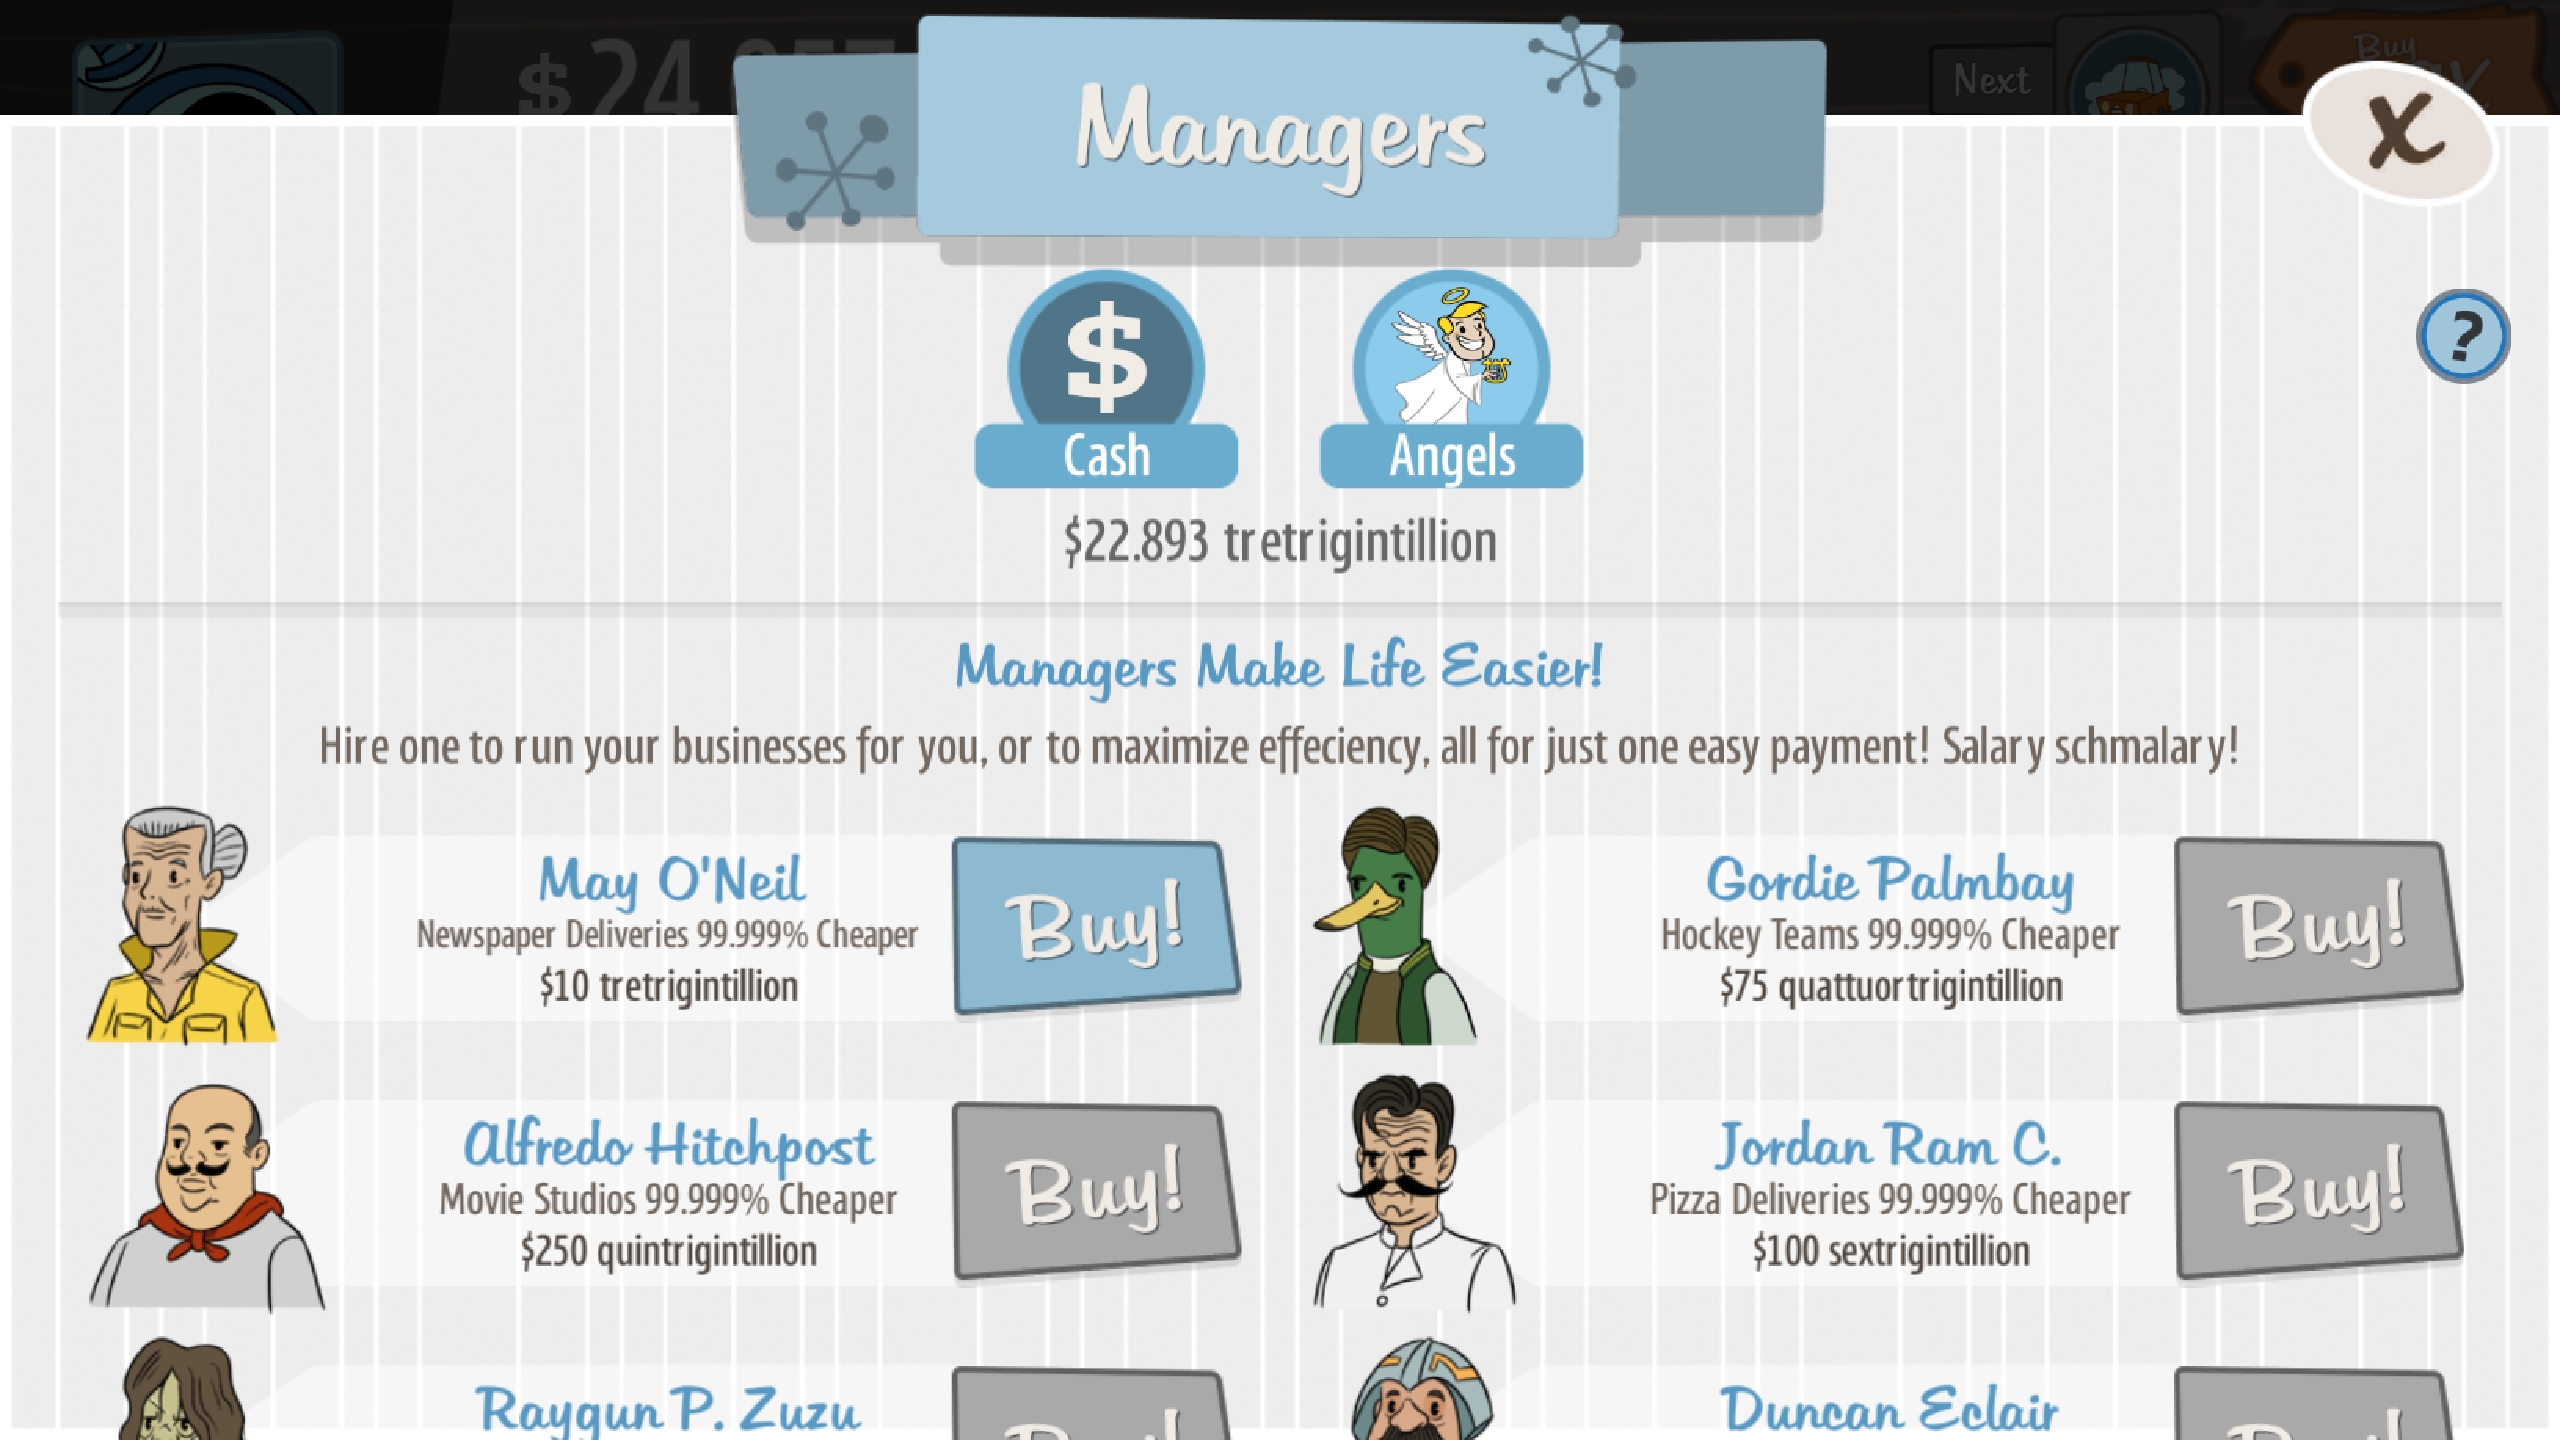 $24
Managers
Next
Buy
X
$
?
Cash
Angels
$22.893 tretrigintillion
Managers Make Life Easier!
Hire one to run your businesses for you, or to maximize effeciency, all for just one easy payment! Salary schmalary!
May O'Neil
Newspaper Deliveries 99.999% Cheaper
$10 tretrigintillion
Buy!
Gordie Palmbay
Hockey Teams 99.999% Cheaper
$75 quattuortrigintillion
Buy!
Alfredo Hitchpost
Movie Studios 99.999% Cheaper
$250 quintrigintillion
Buy!
Jordan Ram C.
Pizza Deliveries 99.999% Cheaper
$100 sextrigintillion
Buy!
Raygun P. Zuzu
Buy!
Duncan Eclair
Buy!